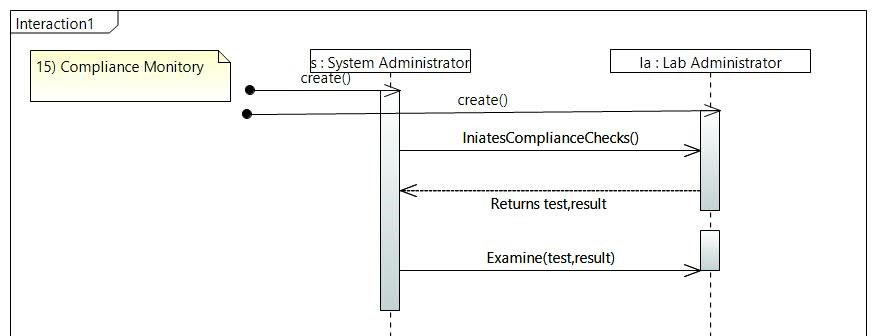 Interaction1
15) Compliance Monitory
s : System Administrator
la : Lab Administrator
create()
create()
IniatesComplianceChecks()
Returns test,result
Examine(test,result)